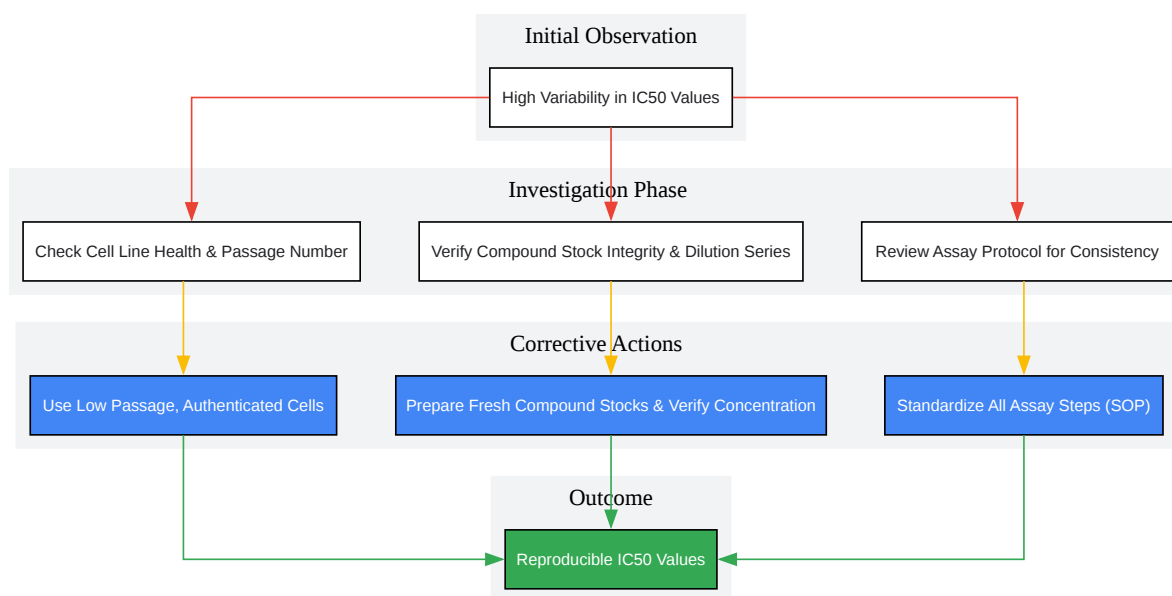 Initial Observation
High Variability in IC50 Values
Investigation Phase
Check Cell Line Health & Passage Number
Verify Compound Stock Integrity & Dilution Series
Review Assay Protocol for Consistency
Corrective Actions
Use Low Passage, Authenticated Cells
Prepare Fresh Compound Stocks & Verify Concentration
Standardize All Assay Steps (SOP)
Outcome
Reproducible IC50 Values